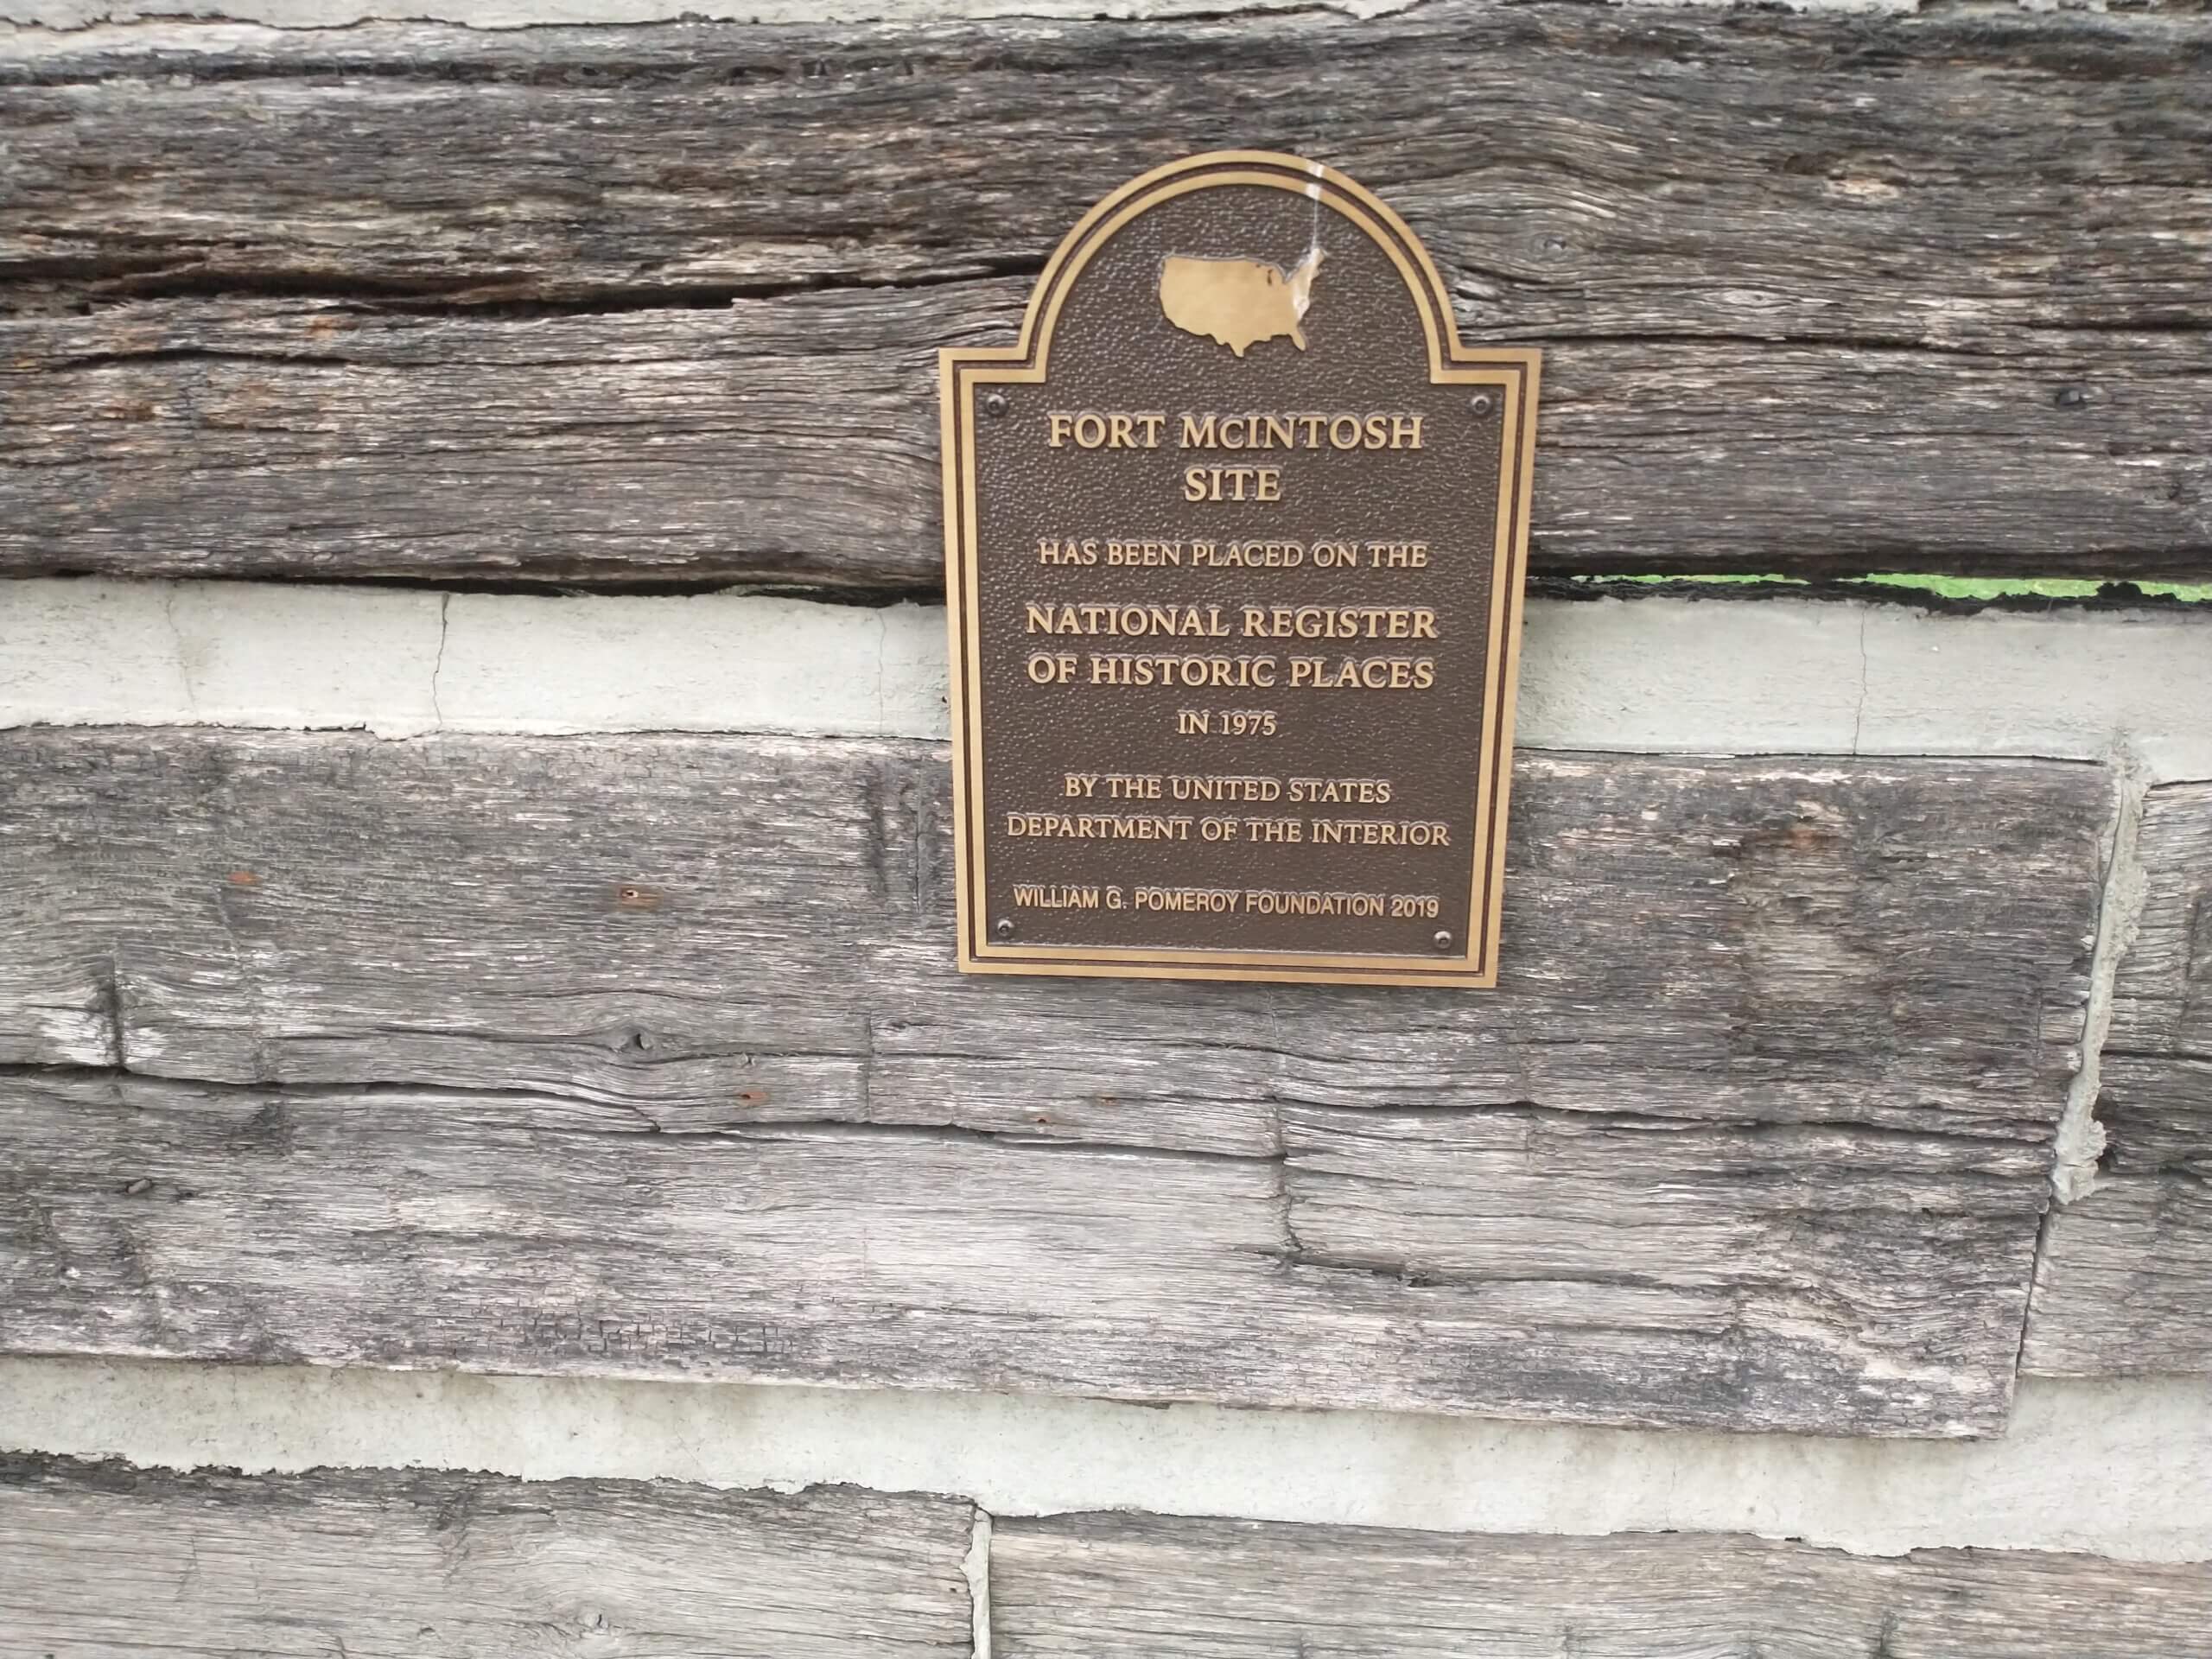 FORT McINTOSH
SITE
HAS BEEN PLACED ON THE
NATIONAL REGISTER
OF HISTORIC PLACES
IN 1975
BY THE UNITED STATES
DEPARTMENT OF THE INTERIOR
WILLIAM G. POMEROY FOUNDATION 2019